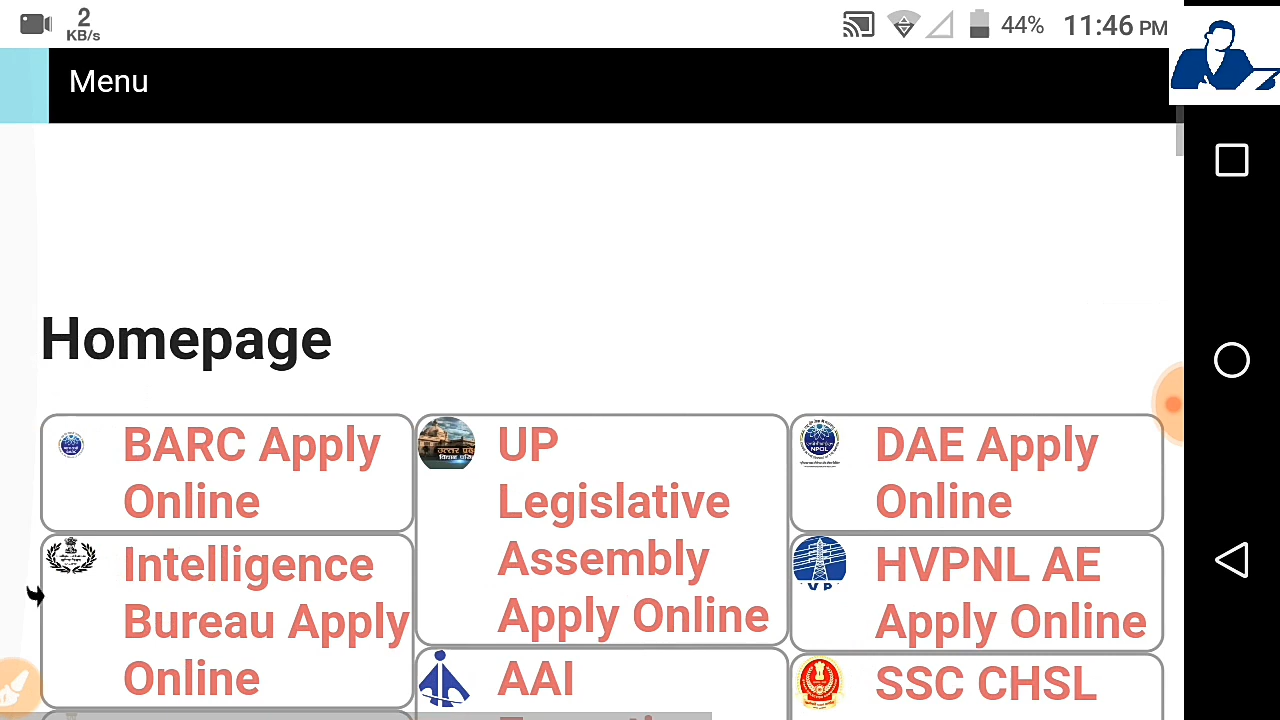 2
KB/s
44%
11:46 PM
Menu
Homepage
BARC Apply
Online
UP
Legislative
Assembly
Apply Online
DAE Apply
Online
Intelligence
Bureau Apply
Online
HVPNL AE
Apply Online
AAI
SSC CHSL
NPOL